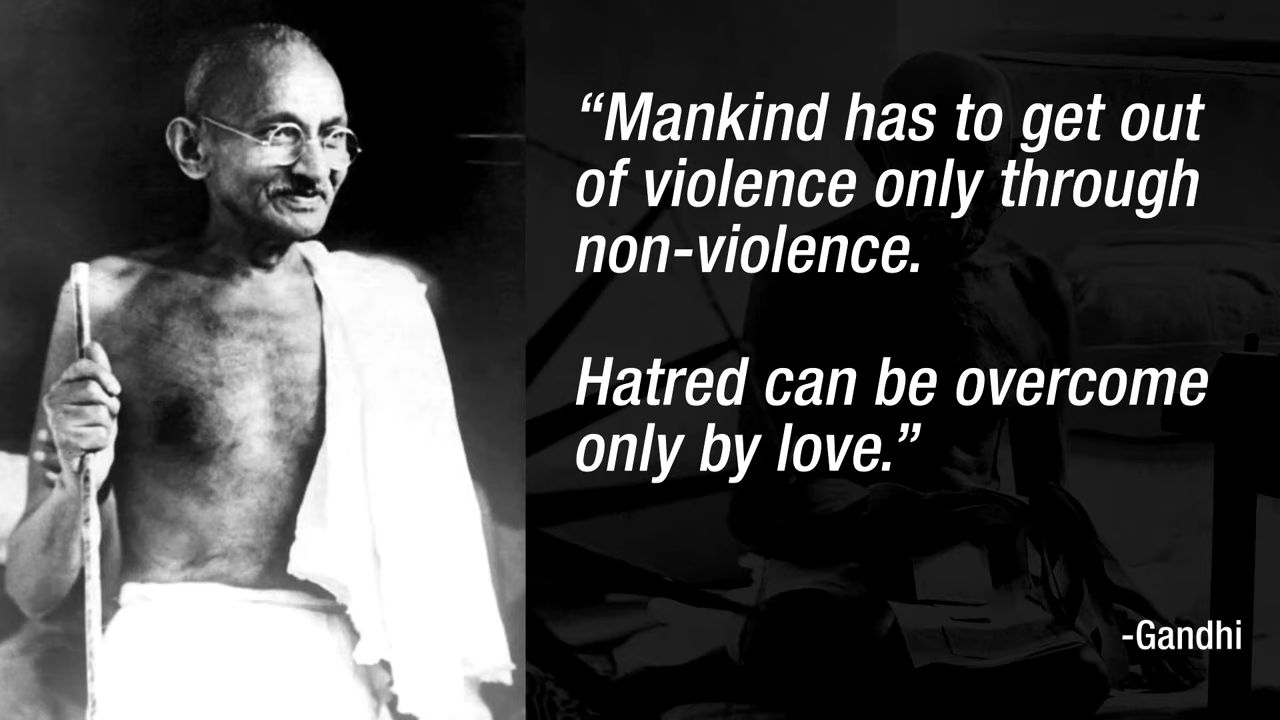 “Mankind has to get out
of violence only through
non-violence.
Hatred can be overcome
only by love.”
-Gandhi